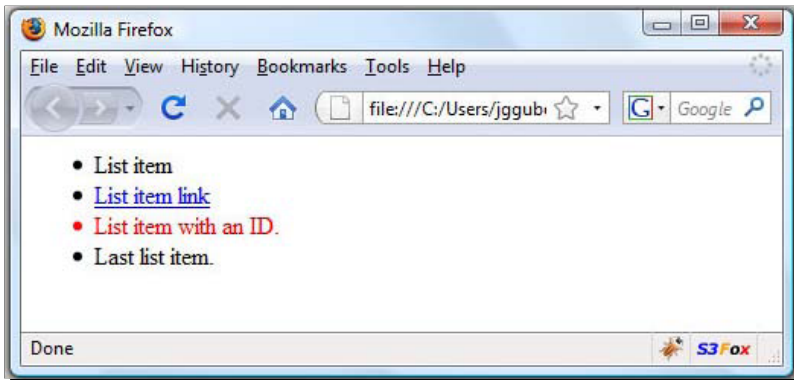 Mozilla Firefox
File Edit View History Bookmarks Tools Help
file:///C:/Users/jggub G Google
List item
List item link
List item with an ID.
Last list item.
Done S3Fox